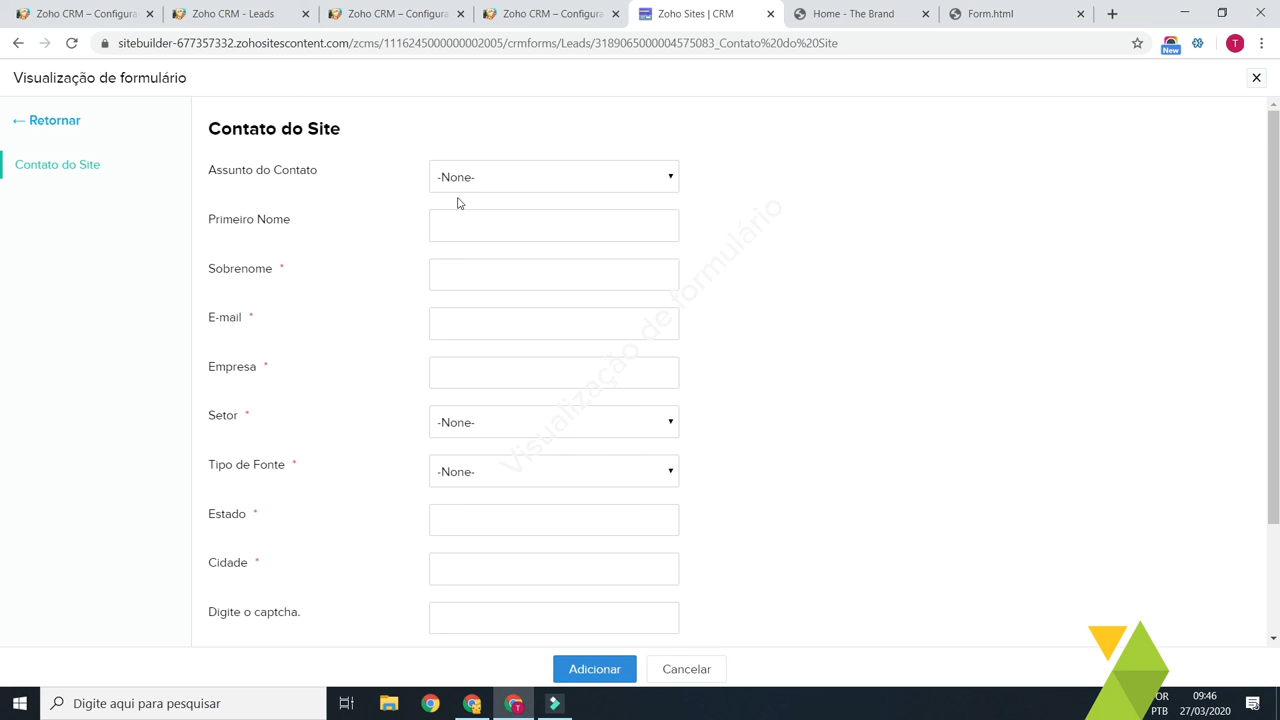 Zoho CRM - Configura
Zoho CRM - Leads
Zoho CRM - Configura
Zoho CRM - Configura
Zoho Sites | CRM
Home - The Brand
Form.html
sitebuilder-677357332.zohositescontent.com/zcms/1116245000000002005/crmforms/Leads/3189065000004575083_Contato%20do%20Site
New
T
Visualização de formulário
← Retornar
Contato do Site
Contato do Site
Assunto do Contato
-None-
Primeiro Nome
Sobrenome *
E-mail *
Empresa *
Setor *
-None-
Tipo de Fonte *
-None-
Estado *
Cidade *
Digite o captcha.
Visualização de formulário
Adicionar
Cancelar
Digite aqui para pesquisar
T
POR
PTB
09:46
27/03/2020